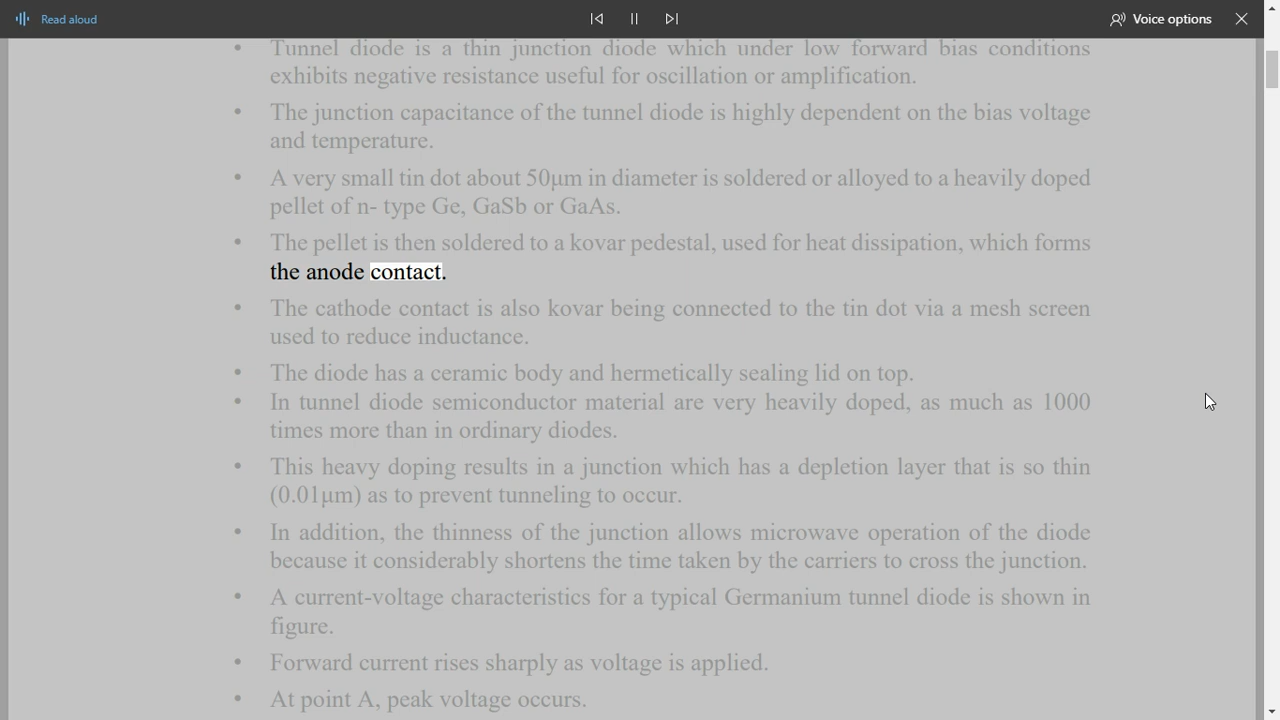 Read aloud
Voice options
• Tunnel diode is a thin junction diode which under low forward bias conditions
exhibits negative resistance useful for oscillation or amplification.
• The junction capacitance of the tunnel diode is highly dependent on the bias voltage
and temperature.
• A very small tin dot about 50μm in diameter is soldered or alloyed to a heavily doped
pellet of n- type Ge, GaSb or GaAs.
• The pellet is then soldered to a kovar pedestal, used for heat dissipation, which forms
the anode contact.
• The cathode contact is also kovar being connected to the tin dot via a mesh screen
used to reduce inductance.
• The diode has a ceramic body and hermetically sealing lid on top.
• In tunnel diode semiconductor material are very heavily doped, as much as 1000
times more than in ordinary diodes.
• This heavy doping results in a junction which has a depletion layer that is so thin
(0.01μm) as to prevent tunneling to occur.
• In addition, the thinness of the junction allows microwave operation of the diode
because it considerably shortens the time taken by the carriers to cross the junction.
• A current-voltage characteristics for a typical Germanium tunnel diode is shown in
figure.
• Forward current rises sharply as voltage is applied.
• At point A, peak voltage occurs.